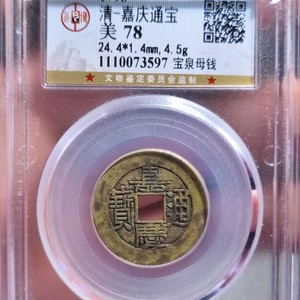 清-嘉庆通宝
美 78
24.4*1.4mm,4.5g
1110073597 宝泉母钱
★ 文物鉴定委员会监制 ★
嘉慶通寶